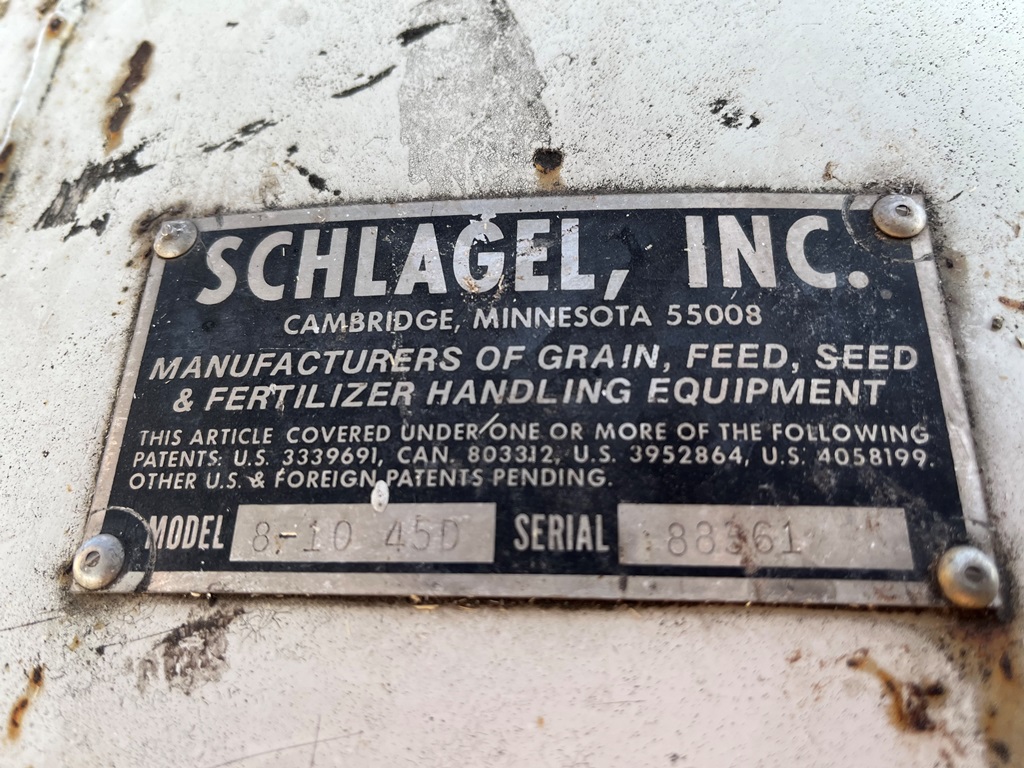 SCHLAGEL, INC.
CAMBRIDGE, MINNESOTA 55008
MANUFACTURERS OF GRAIN, FEED, SEED
& FERTILIZER HANDLING EQUIPMENT
THIS ARTICLE COVERED UNDER ONE OR MORE OF THE FOLLOWING
PATENTS: U.S. 3339691, CAN. 803312, U.S. 3952864, U.S. 4058199.
OTHER U.S. & FOREIGN PATENTS PENDING.
MODEL 8-10 45D SERIAL 88361